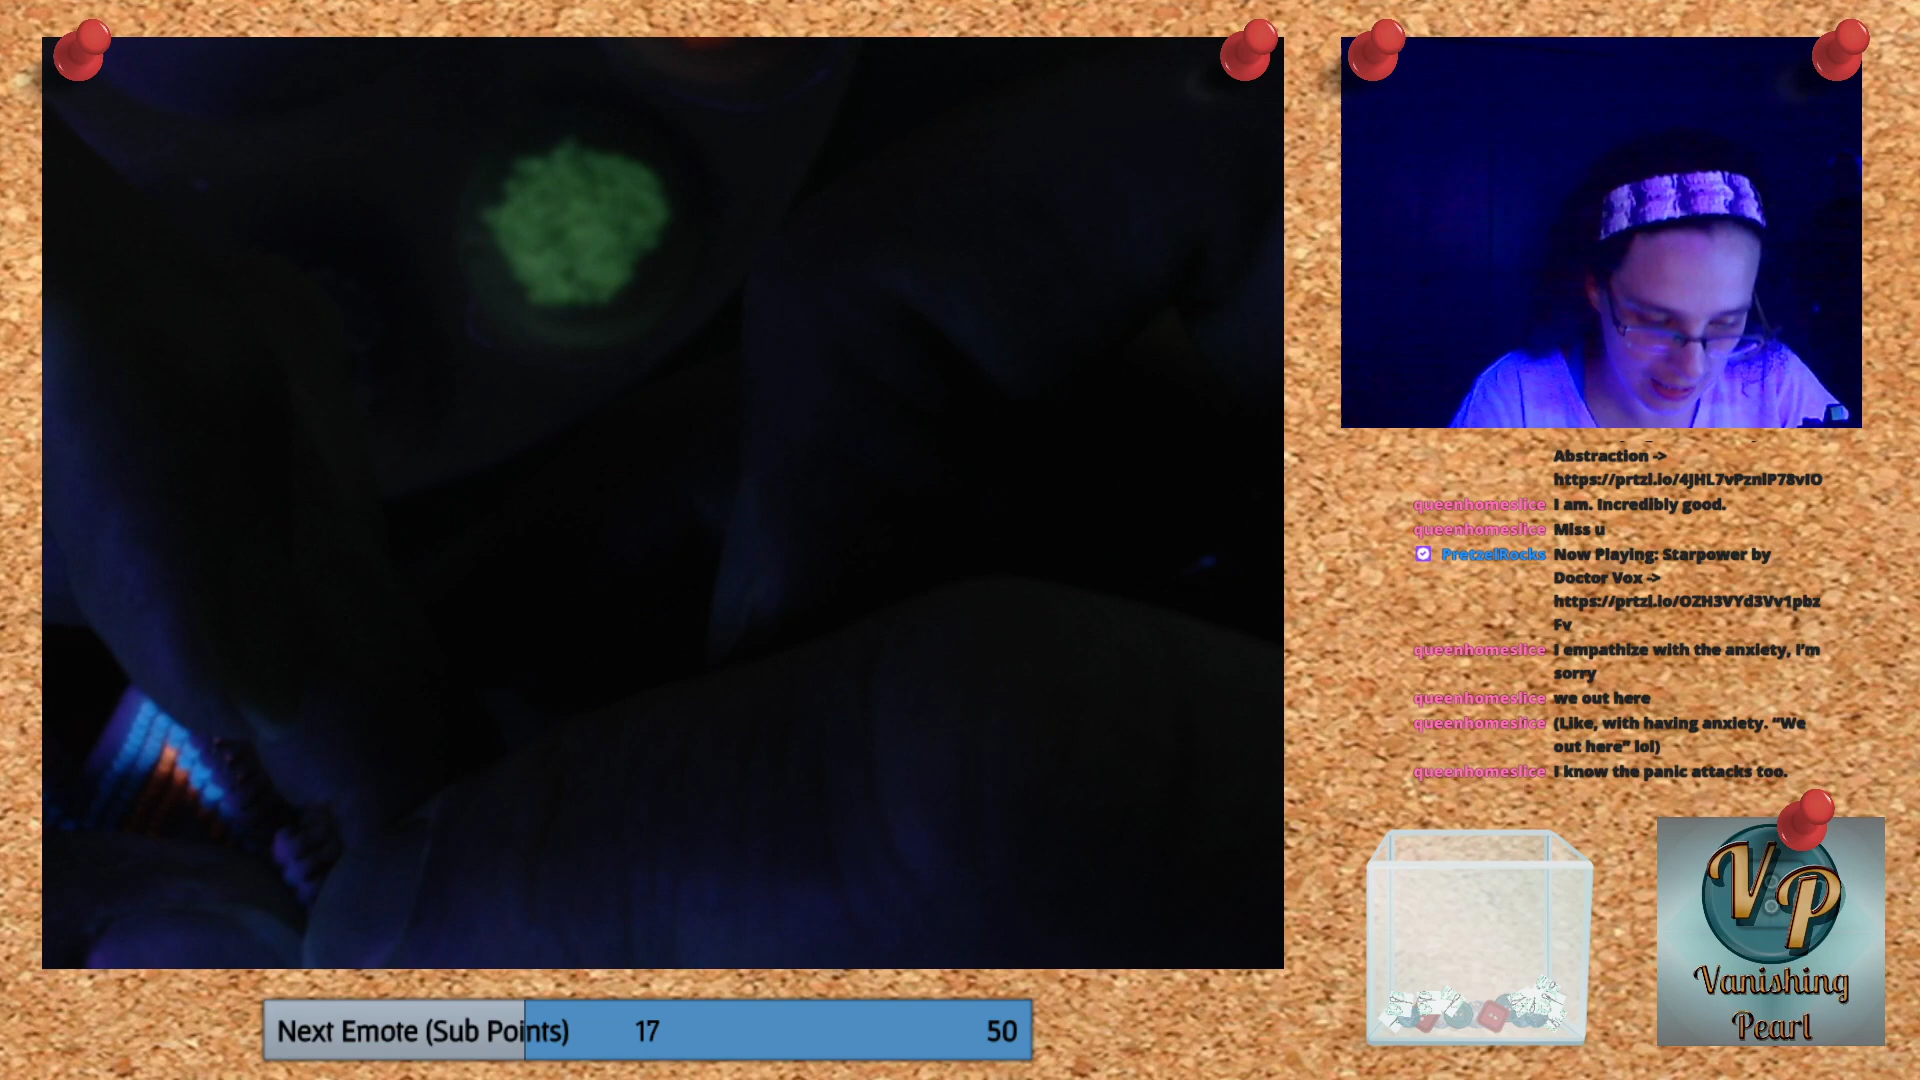 Abstraction ->
https://prtzl.io/4JHL7vPznlP78vIO
queenhomeslice I am. Incredibly good.
queenhomeslice Miss u
PretzelRocks Now Playing: Starpower by
Doctor Vox ->
https://prtzl.io/OZH3VYd3Vv1pbz
Fv
queenhomeslice I empathize with the anxiety, I'm
sorry
queenhomeslice we out here
queenhomeslice (Like, with having anxiety. "We
out here" lol)
queenhomeslice I know the panic attacks too.
VP
Vanishing
Pearl
Next Emote (Sub Points) 17 50